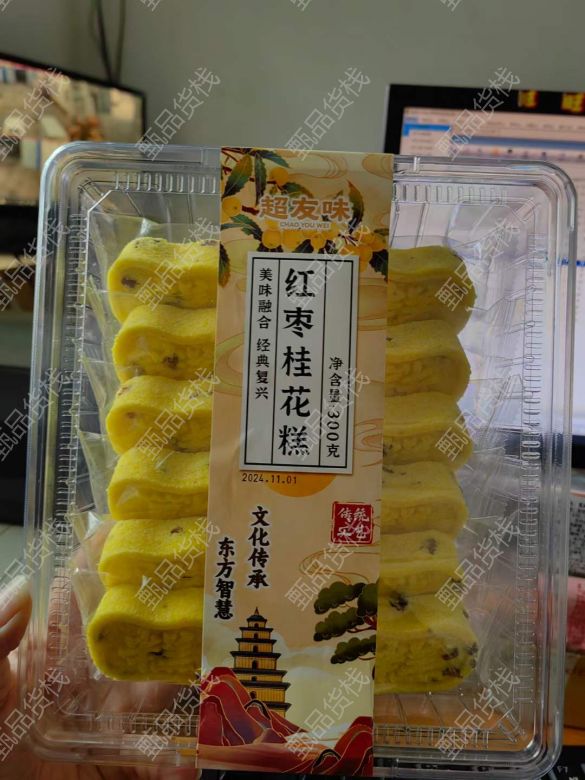 超友味
CHAO YOU WEI
红枣桂花糕
美味融合 经典复兴
净含量:300克
2024.11.01
传统
文化传承
东方智慧
甄品货栈